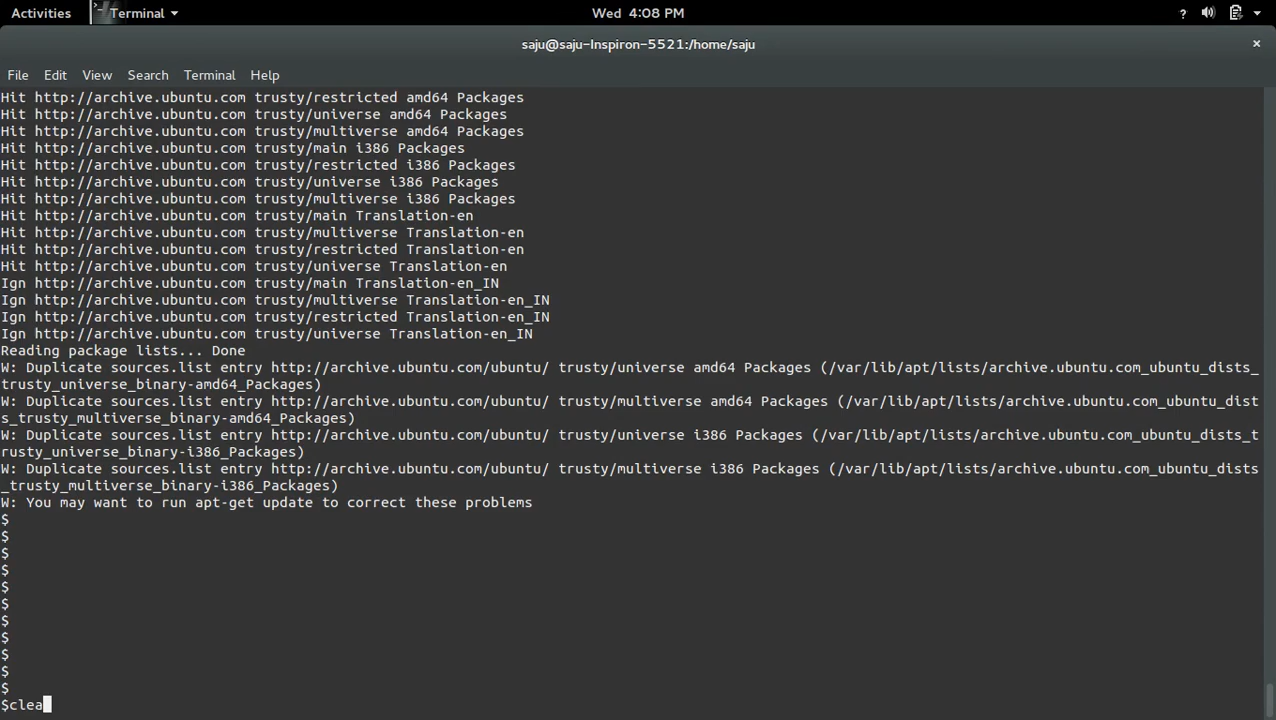 Activities Terminal Wed 4:08 PM ?
saju@saju-Inspiron-5521:/home/saju ×
File Edit View Search Terminal Help
Hit http://archive.ubuntu.com trusty/restricted amd64 Packages
Hit http://archive.ubuntu.com trusty/universe amd64 Packages
Hit http://archive.ubuntu.com trusty/multiverse amd64 Packages
Hit http://archive.ubuntu.com trusty/main i386 Packages
Hit http://archive.ubuntu.com trusty/restricted i386 Packages
Hit http://archive.ubuntu.com trusty/universe i386 Packages
Hit http://archive.ubuntu.com trusty/multiverse i386 Packages
Hit http://archive.ubuntu.com trusty/main Translation-en
Hit http://archive.ubuntu.com trusty/multiverse Translation-en
Hit http://archive.ubuntu.com trusty/restricted Translation-en
Hit http://archive.ubuntu.com trusty/universe Translation-en
Ign http://archive.ubuntu.com trusty/main Translation-en_IN
Ign http://archive.ubuntu.com trusty/multiverse Translation-en_IN
Ign http://archive.ubuntu.com trusty/restricted Translation-en_IN
Ign http://archive.ubuntu.com trusty/universe Translation-en_IN
Reading package lists... Done
W: Duplicate sources.list entry http://archive.ubuntu.com/ubuntu/ trusty/universe amd64 Packages (/var/lib/apt/lists/archive.ubuntu.com_ubuntu_dists_
trusty_universe_binary-amd64_Packages)
W: Duplicate sources.list entry http://archive.ubuntu.com/ubuntu/ trusty/multiverse amd64 Packages (/var/lib/apt/lists/archive.ubuntu.com_ubuntu_dist
s_trusty_multiverse_binary-amd64_Packages)
W: Duplicate sources.list entry http://archive.ubuntu.com/ubuntu/ trusty/universe i386 Packages (/var/lib/apt/lists/archive.ubuntu.com_ubuntu_dists_t
rusty_universe_binary-i386_Packages)
W: Duplicate sources.list entry http://archive.ubuntu.com/ubuntu/ trusty/multiverse i386 Packages (/var/lib/apt/lists/archive.ubuntu.com_ubuntu_dists
_trusty_multiverse_binary-i386_Packages)
W: You may want to run apt-get update to correct these problems
$
$
$
$
$
$
$
$
$
$
$
$clea